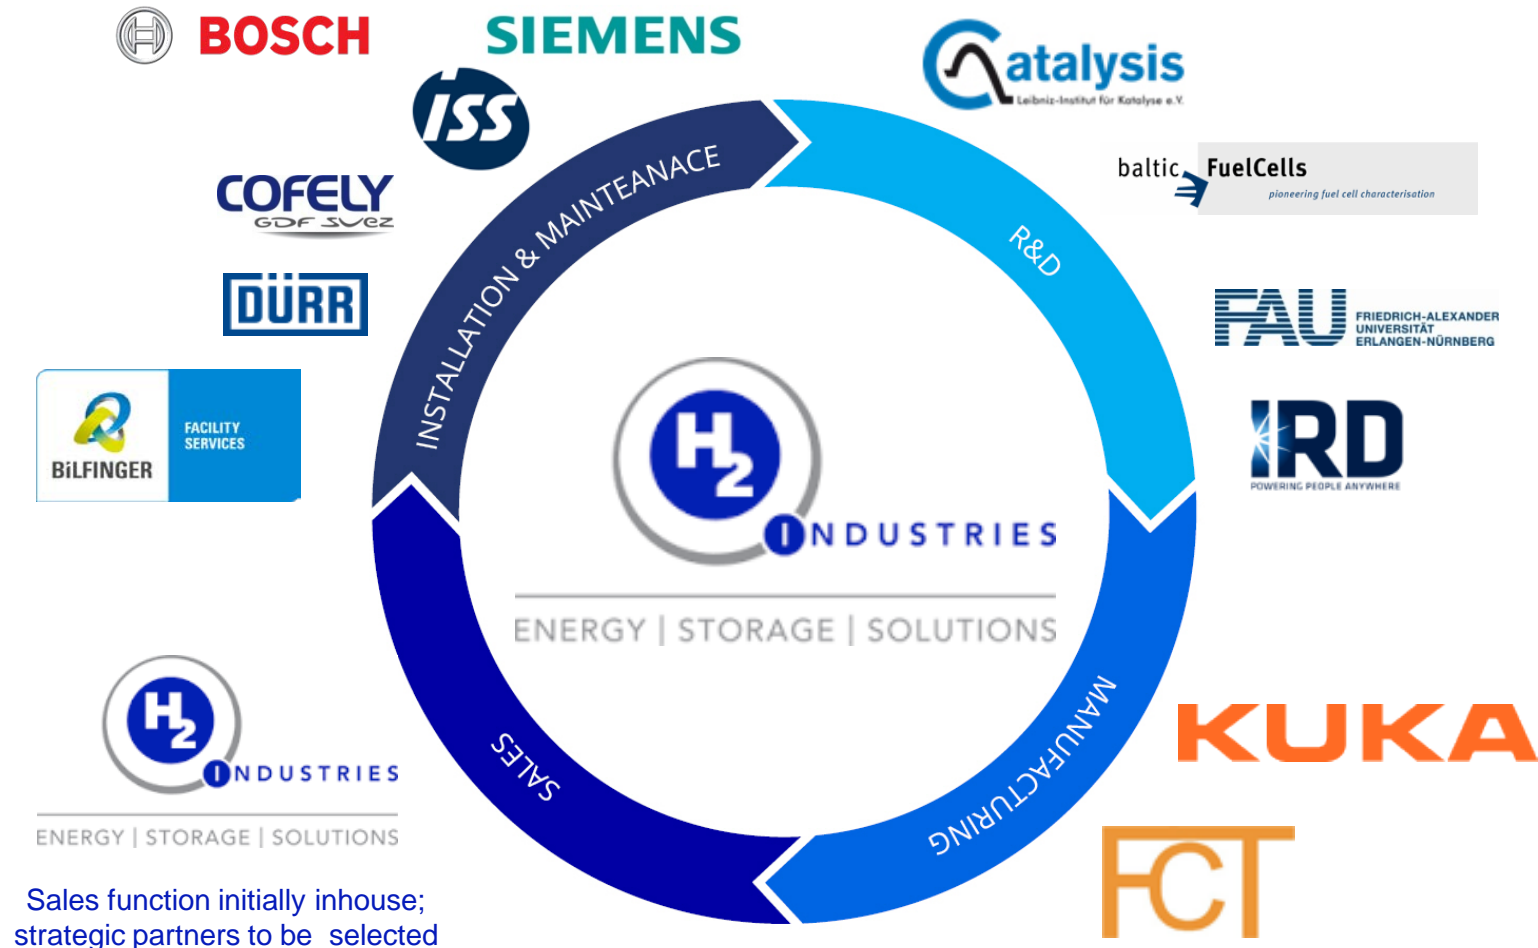 BOSCH
SIEMENS
Catalysis
Leibniz-Institut für Katalyse e.V.
ISS
baltic FuelCells
pioneering fuel cell characterisation
COFELY
GDF SUEZ
INSTALLATION & MAINTEANACE
R&D
DÜRR
FAU FRIEDRICH-ALEXANDER
UNIVERSITÄT
ERLANGEN-NÜRNBERG
BiLFINGER
FACILITY
SERVICES
IRD
POWERING PEOPLE ANYWHERE
H2
INDUSTRIES
ENERGY | STORAGE | SOLUTIONS
MANUFACTURING
KUKA
FCT
SALES
H2
INDUSTRIES
ENERGY | STORAGE | SOLUTIONS
Sales function initially inhouse;
strategic partners to be  selected